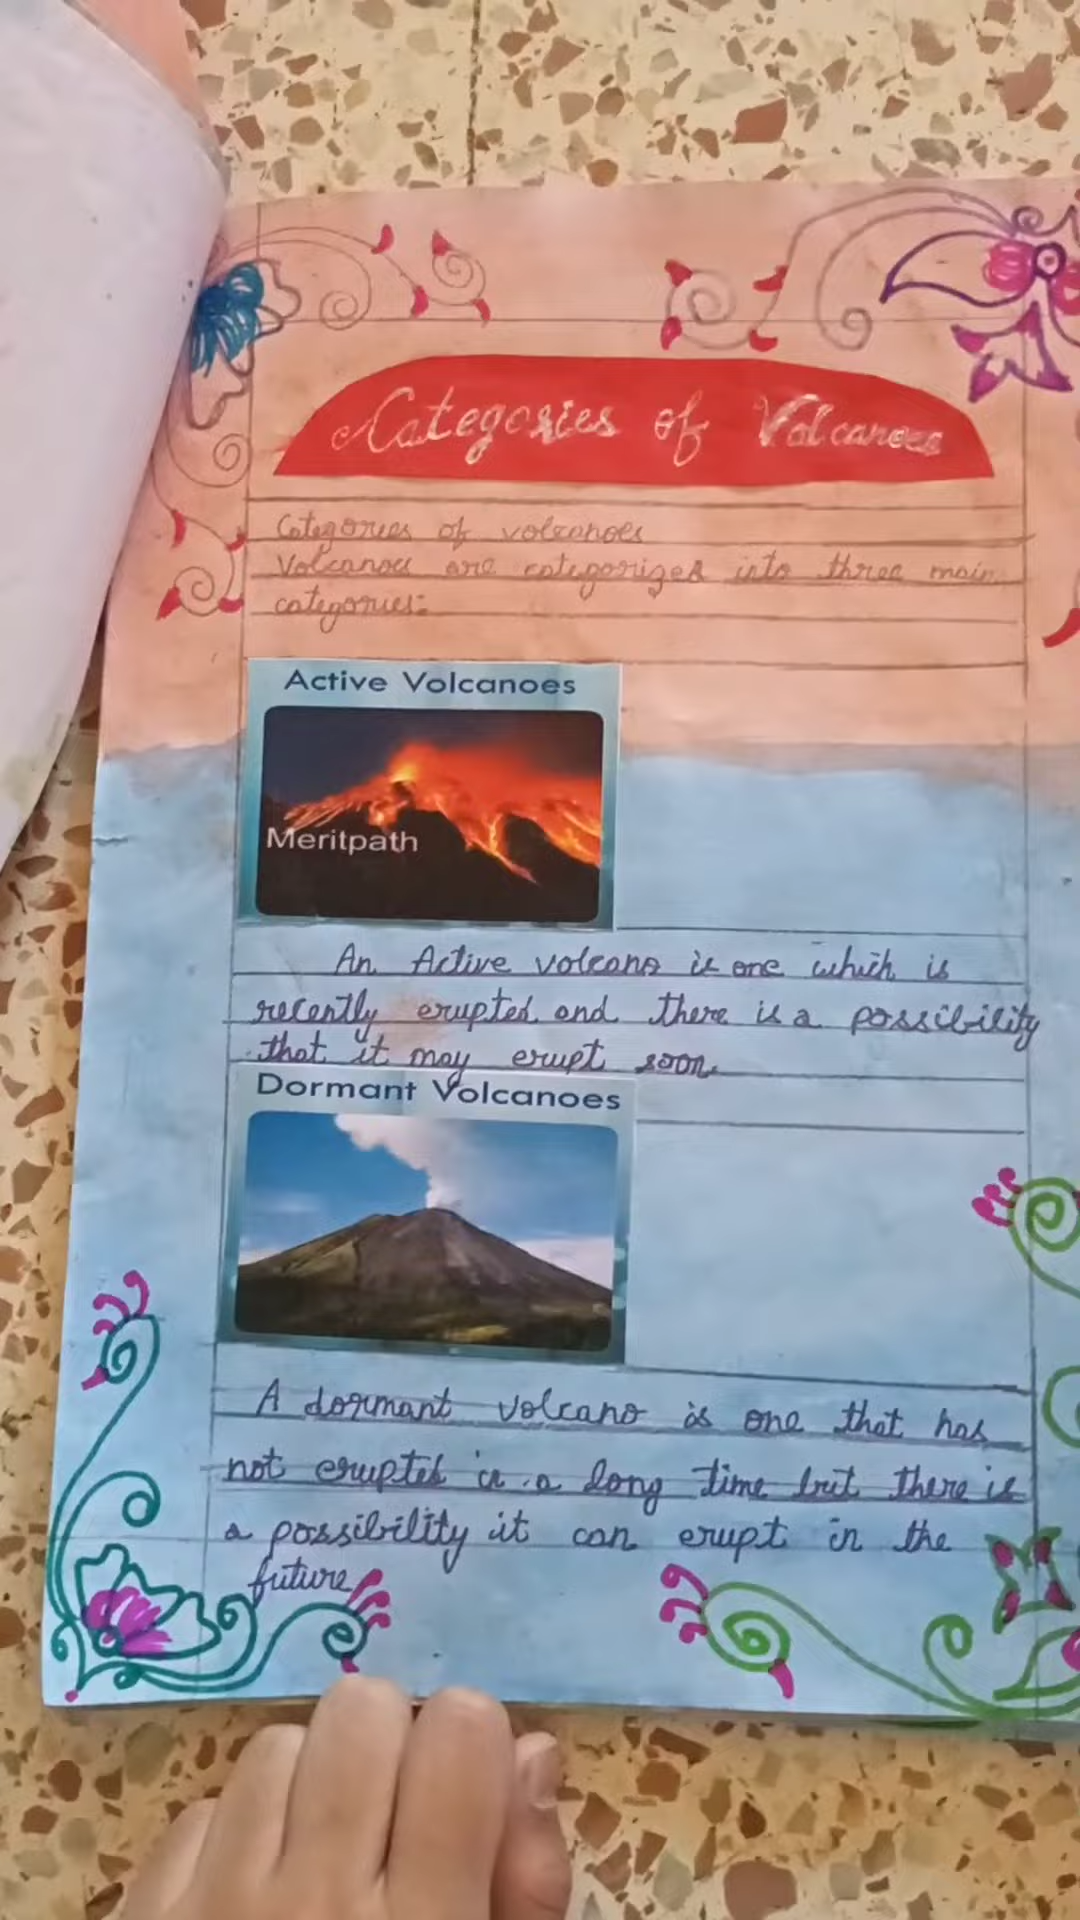 Categories of Volcanoes
Categories of volcanoes
Volcanoes are categorizes into three main
categories:-
Active Volcanoes
Meritpath
An Active volcano is one which is
recently erupted and there is a possibility
that it may erupt soon.
Dormant Volcanoes
A dormant volcano is one that has
not erupted in a long time but there is
a possibility it can erupt in the
future